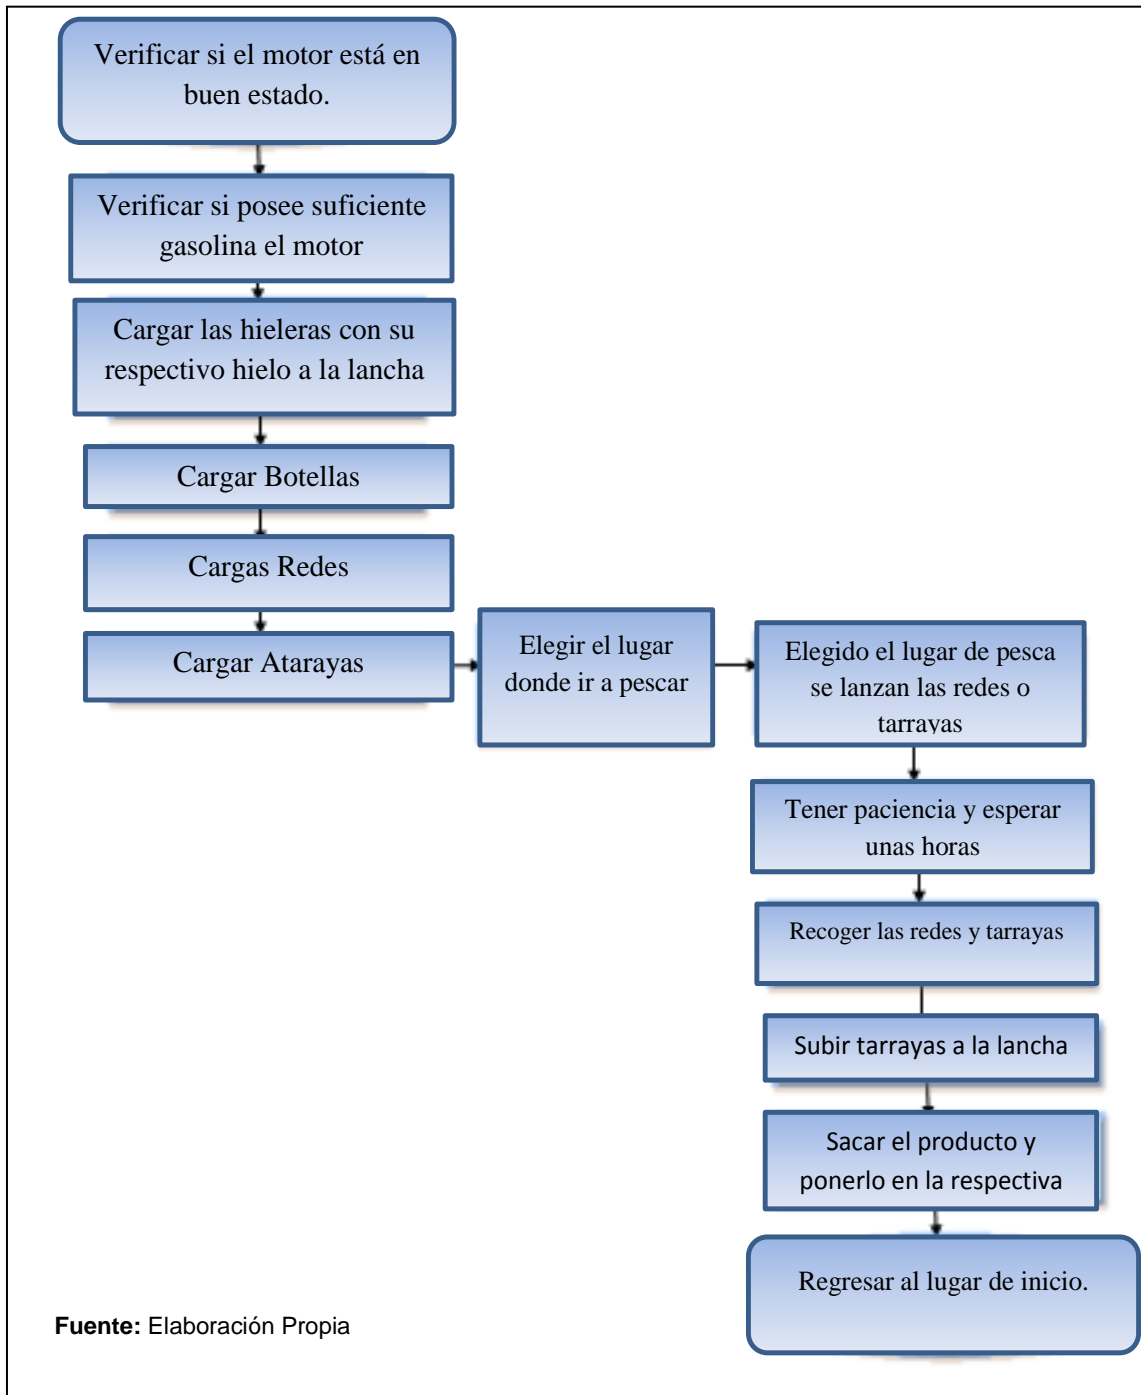 Verificar si el motor está en
buen estado.
Verificar si posee suficiente
gasolina el motor
Cargar las hieleras con su
respectivo hielo a la lancha
Cargar Botellas
Cargas Redes
Cargar Atarayas
Elegir el lugar
donde ir a pescar
Elegido el lugar de pesca
se lanzan las redes o
tarrayas
Tener paciencia y esperar
unas horas
Recoger las redes y tarrayas
Subir tarrayas a la lancha
Sacar el producto y
ponerlo en la respectiva
Regresar al lugar de inicio.
Fuente: Elaboración Propia